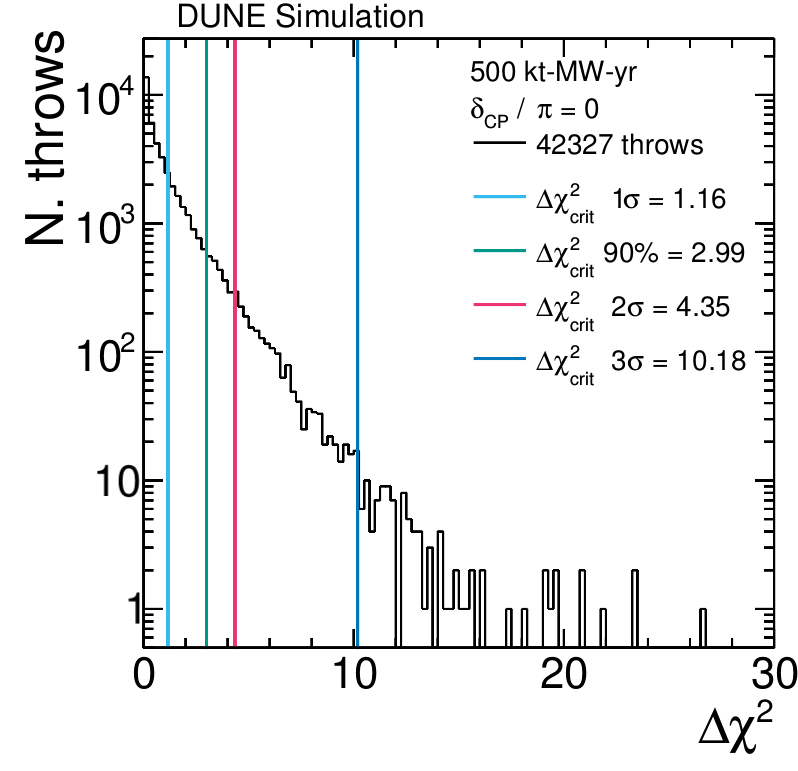 DUNE Simulation
N. throws
10⁴
10³
10²
10
1
500 kt-MW-yr
δCP / π = 0
42327 throws
Δχ²crit 1σ = 1.16
Δχ²crit 90% = 2.99
Δχ²crit 2σ = 4.35
Δχ²crit 3σ = 10.18
0 10 20 30
Δχ²